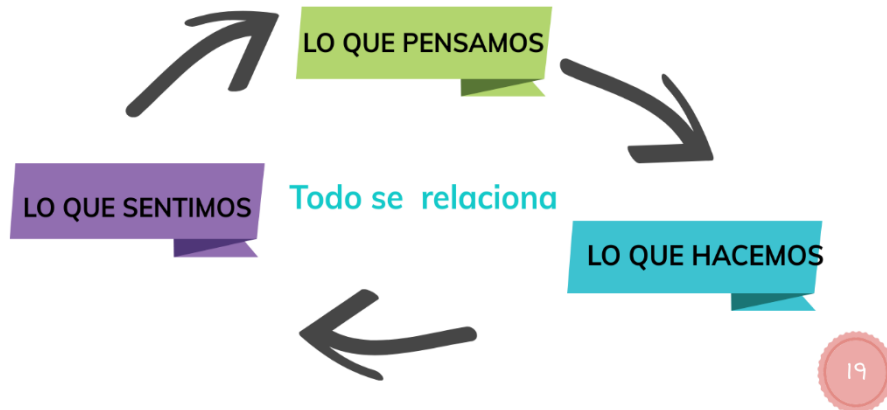 LO QUE PENSAMOS
LO QUE SENTIMOS
Todo se relaciona
LO QUE HACEMOS
19